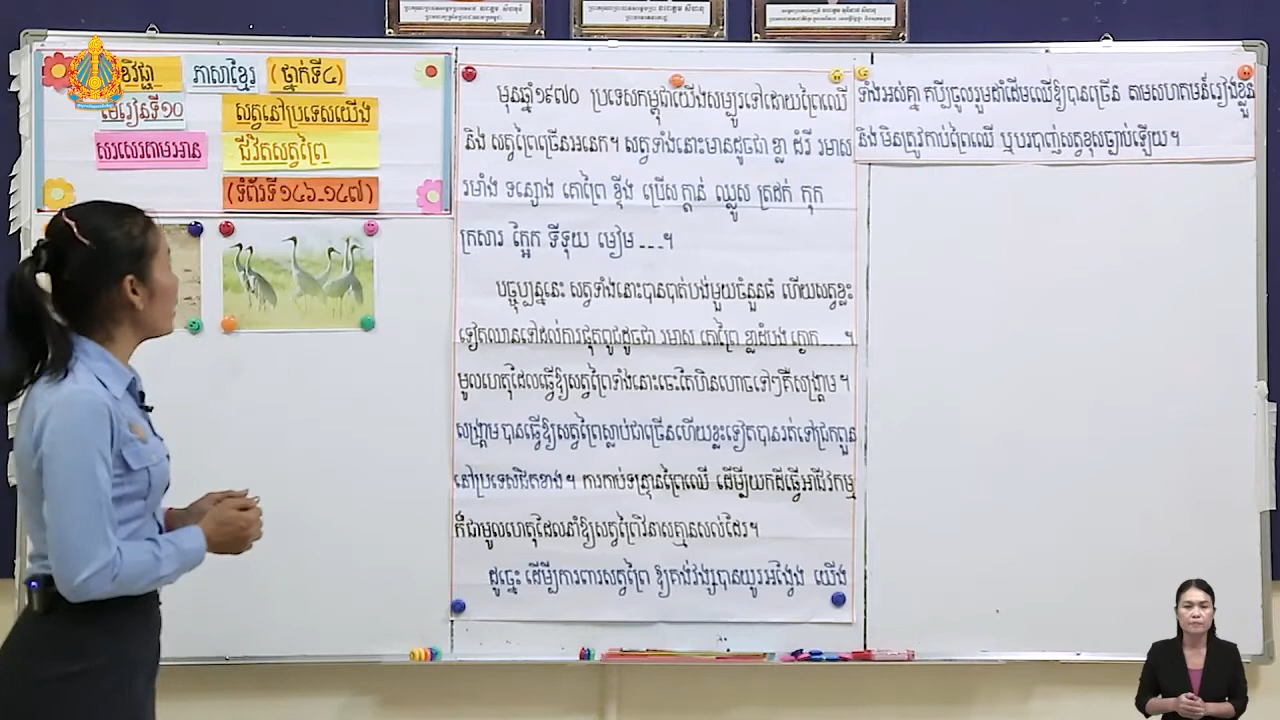 ភាសាខ្មែរ
(ថ្នាក់ទី៤)
មេរៀនទី១០
សត្វនៅប្រទេសយើង
សរសេរតាមអាន
ជីវិតសត្វព្រៃ
(ទំព័រទី១៤៦-១៤៧)
មុនឆ្នាំ១៩៧០ ប្រទេសកម្ពុជាយើងសម្បូរទៅដោយព្រៃឈើ
និង សត្វព្រៃច្រើនអនេក។ សត្វទាំងនោះមានដូចជា ខ្លា ដំរី រមាស
រមាំង ទន្សោង គោព្រៃ ខ្ទីង ប្រើស ក្តាន់ ឈ្លូស ត្រដក់ កុក
ក្រសារ ក្អែក ទីទុយ មៀម ---។
បច្ចុប្បន្ននេះ សត្វទាំងនោះបានបាត់បង់មួយចំនួនធំ ហើយសត្វខ្លះ
ទៀតឈានទៅដល់ការផុតពូជដូចជា រមាស គោព្រៃ ខ្លាដំបង ត្មោត ---។
មូលហេតុដែលធ្វើឱ្យសត្វព្រៃទាំងនោះចេះតែហិនហោចទៅៗគឺសង្គ្រាម។
សង្គ្រាមបានធ្វើឱ្យសត្វព្រៃស្លាប់ជាច្រើនហើយខ្លះទៀតបានរត់ទៅជ្រកពួន
នៅប្រទេសជិតខាង។ ការកាប់ទន្ទ្រានព្រៃឈើ ដើម្បីយកដីធ្វើអាជីវកម្ម
ក៏ជាមូលហេតុដែលនាំឱ្យសត្វព្រៃវិនាសគ្មានសល់ដែរ។
ដូច្នេះ ដើម្បីការពារសត្វព្រៃ ឱ្យគង់វង្សបានយូរអង្វែង យើង
ទាំងអស់គ្នា គប្បីចូលរួមដាំដើមឈើឱ្យបានច្រើន តាមសហគមន៍រៀងខ្លួន
និងមិនត្រូវកាប់ព្រៃឈើ ឬបរបាញ់សត្វខុសច្បាប់ឡើយ។